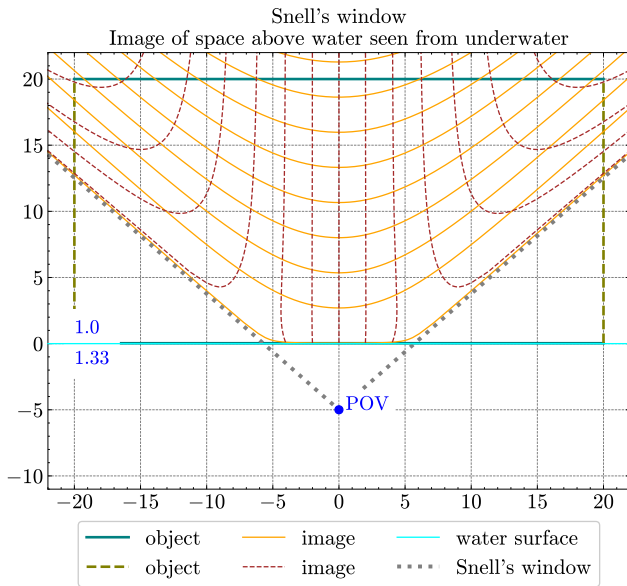 Snell's window
Image of space above water seen from underwater
20
15
10
5
1.0
0
1.33
−5
POV
−10
−20 −15 −10 −5 0 5 10 15 20
object image water surface
object image Snell's window